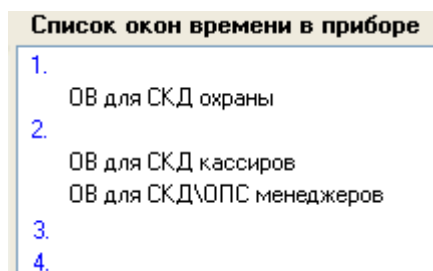 Список окон времени в приборе
1.
ОВ для СКД охраны
2.
ОВ для СКД кассиров
ОВ для СКД\ОПС менеджеров
3.
4.